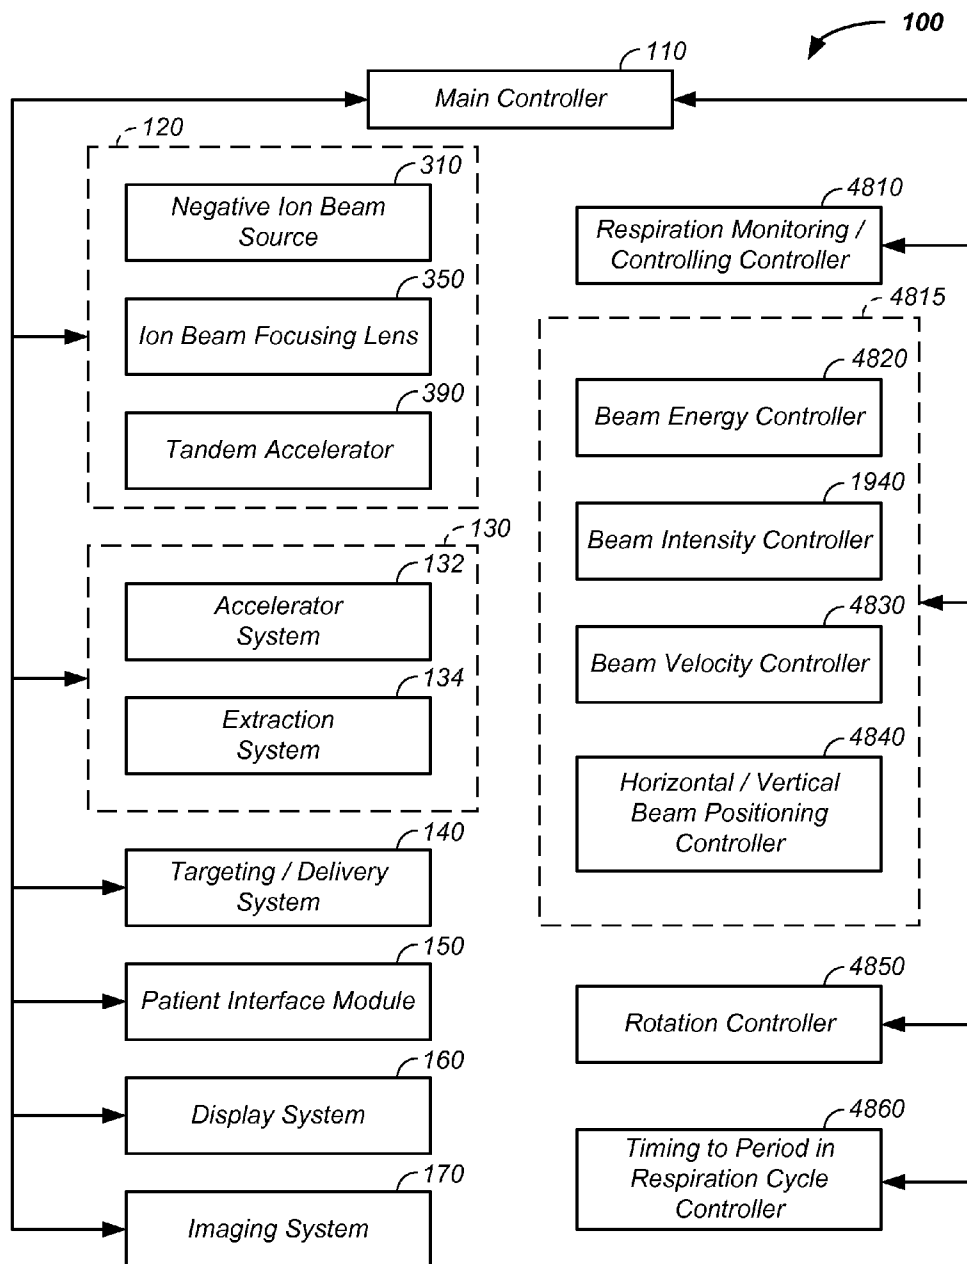 100
110
Main Controller
120
310
Negative Ion Beam
Source
350
Ion Beam Focusing Lens
390
Tandem Accelerator
130
132
Accelerator
System
134
Extraction
System
140
Targeting / Delivery
System
150
Patient Interface Module
160
Display System
170
Imaging System
4810
Respiration Monitoring /
Controlling Controller
4815
4820
Beam Energy Controller
1940
Beam Intensity Controller
4830
Beam Velocity Controller
4840
Horizontal / Vertical
Beam Positioning
Controller
4850
Rotation Controller
4860
Timing to Period in
Respiration Cycle
Controller